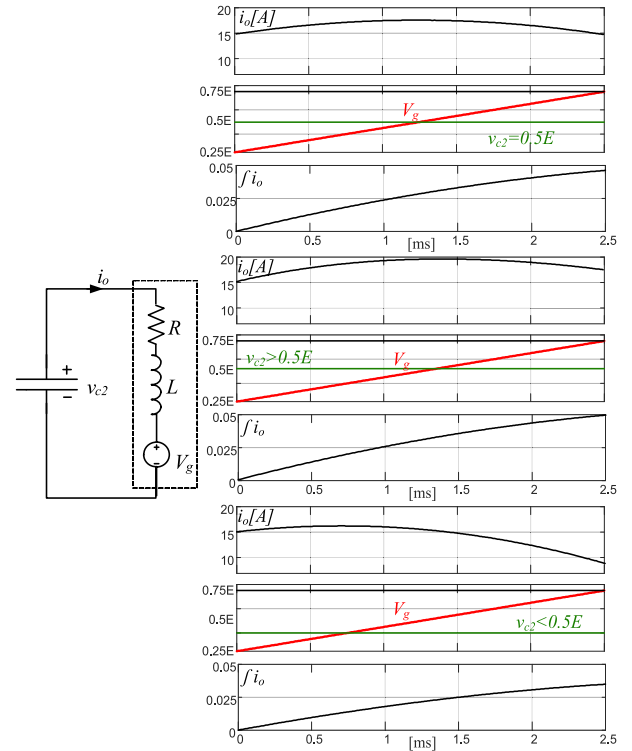 i_o[A]
20
15
10
0.75E
0.5E
0.25E
V_g
v_c2=0.5E
∫i_o
0.05
0.025
0
0 0.5 1 1.5 2 2.5
[ms]
i_o[A]
20
15
10
0.75E
0.5E
0.25E
v_c2>0.5E
V_g
∫i_o
0.05
0.025
0
0 0.5 1 1.5 2 2.5
[ms]
i_o
R
+
v_c2
−
L
+
−
V_g
i_o[A]
20
15
10
0.75E
0.5E
0.25E
V_g
v_c2<0.5E
∫i_o
0.05
0.025
0
0 0.5 1 1.5 2 2.5
[ms]